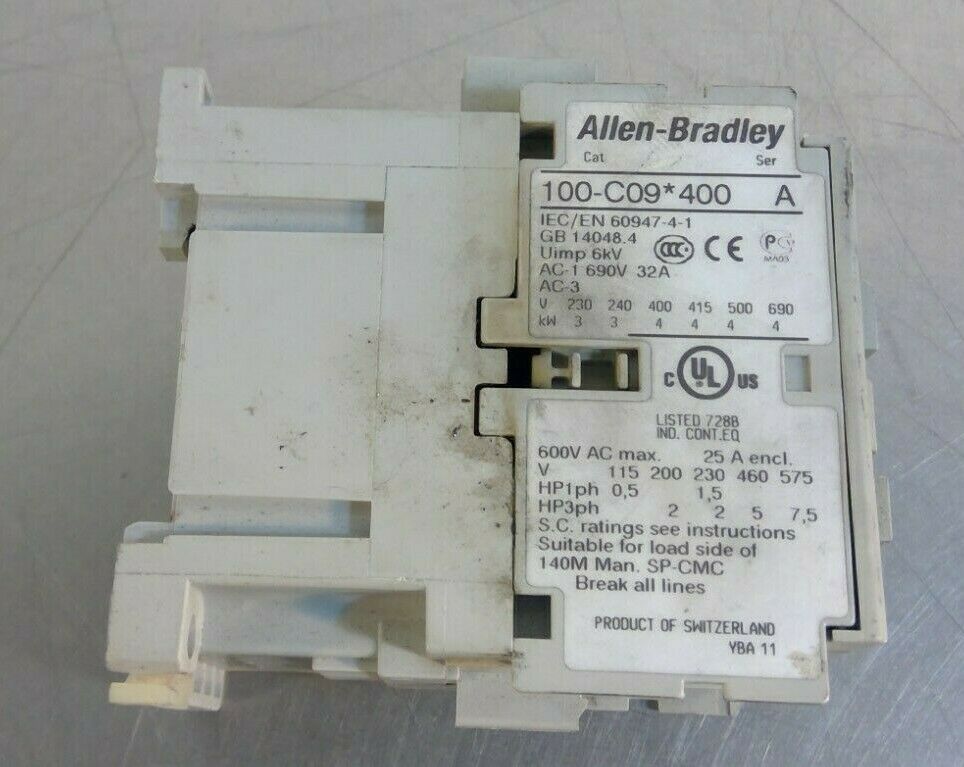 Allen-Bradley
Cat Ser
100-C09*400 A
IEC/EN 60947-4-1
GB 14048.4
Uimp 6kV
CCC CE
AC-1 690V 32A
AC-3
V 230 240 400 415 500 690
kW 3 3 4 4 4 4
C UL US
LISTED 728B
IND. CONT.EQ
600V AC max. 25 A encl.
V 115 200 230 460 575
HP1ph 0,5 1,5
HP3ph 2 2 5 7,5
S.C. ratings see instructions
Suitable for load side of
140M Man. SP-CMC
Break all lines
PRODUCT OF SWITZERLAND
YBA 11